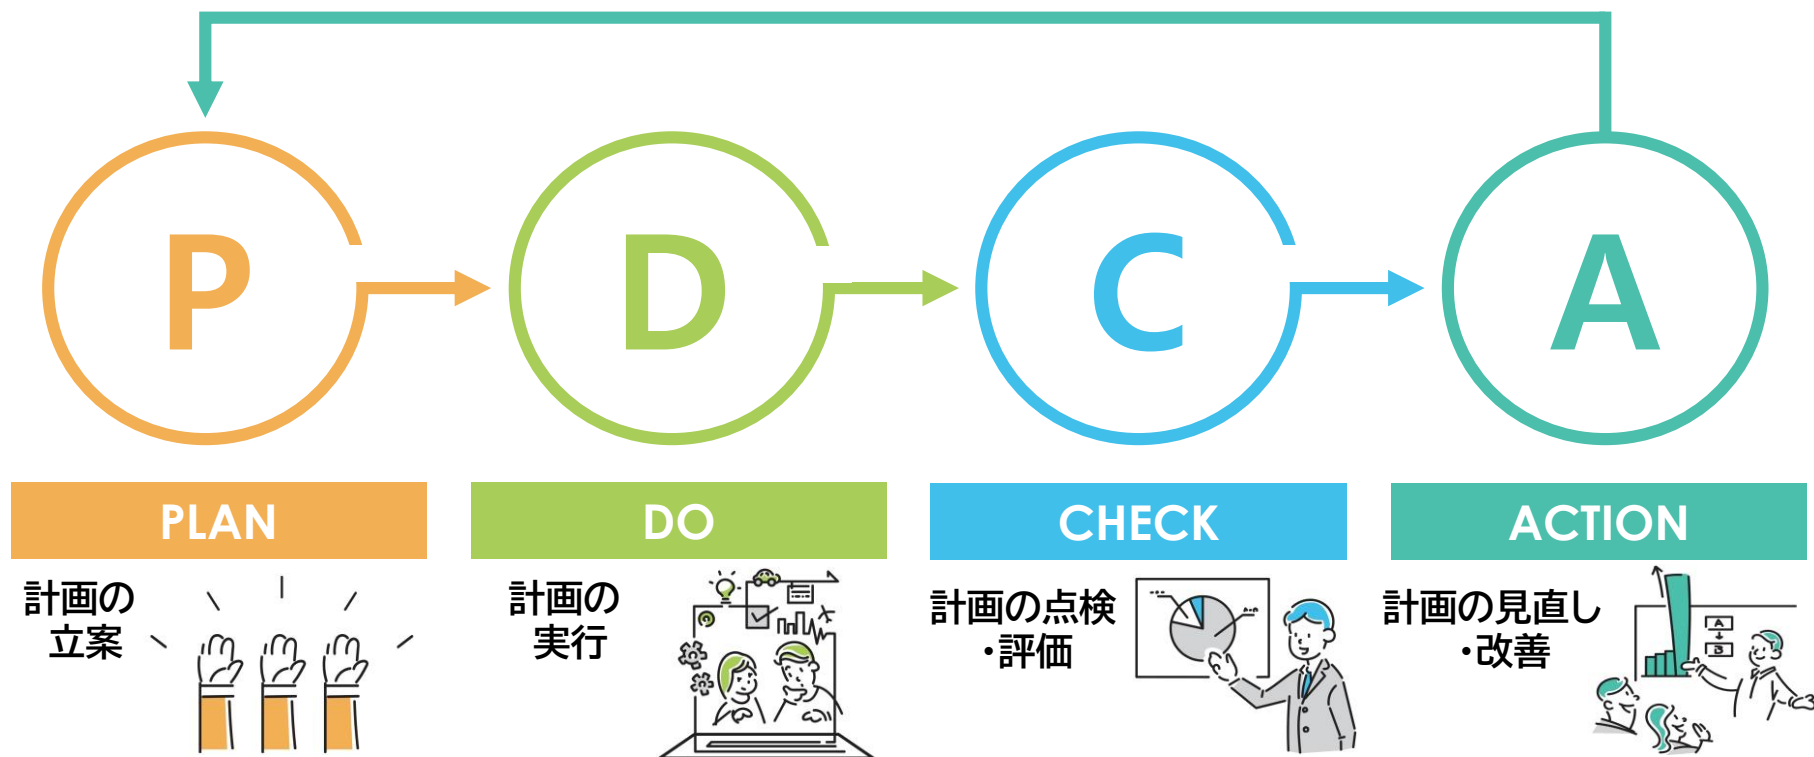 P
D
C
A
PLAN
DO
CHECK
ACTION
計画の
立案
計画の
実行
計画の点検
・評価
計画の見直し
・改善
A
B